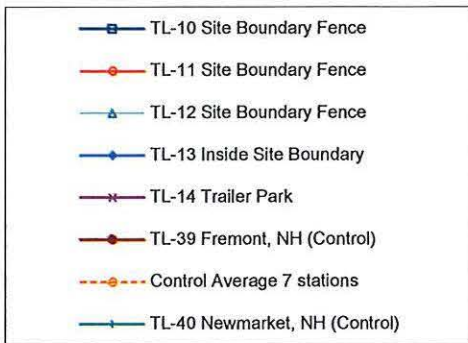 TL-10 Site Boundary Fence
TL-11 Site Boundary Fence
TL-12 Site Boundary Fence
TL-13 Inside Site Boundary
TL-14 Trailer Park
TL-39 Fremont, NH (Control)
Control Average 7 stations
TL-40 Newmarket, NH (Control)